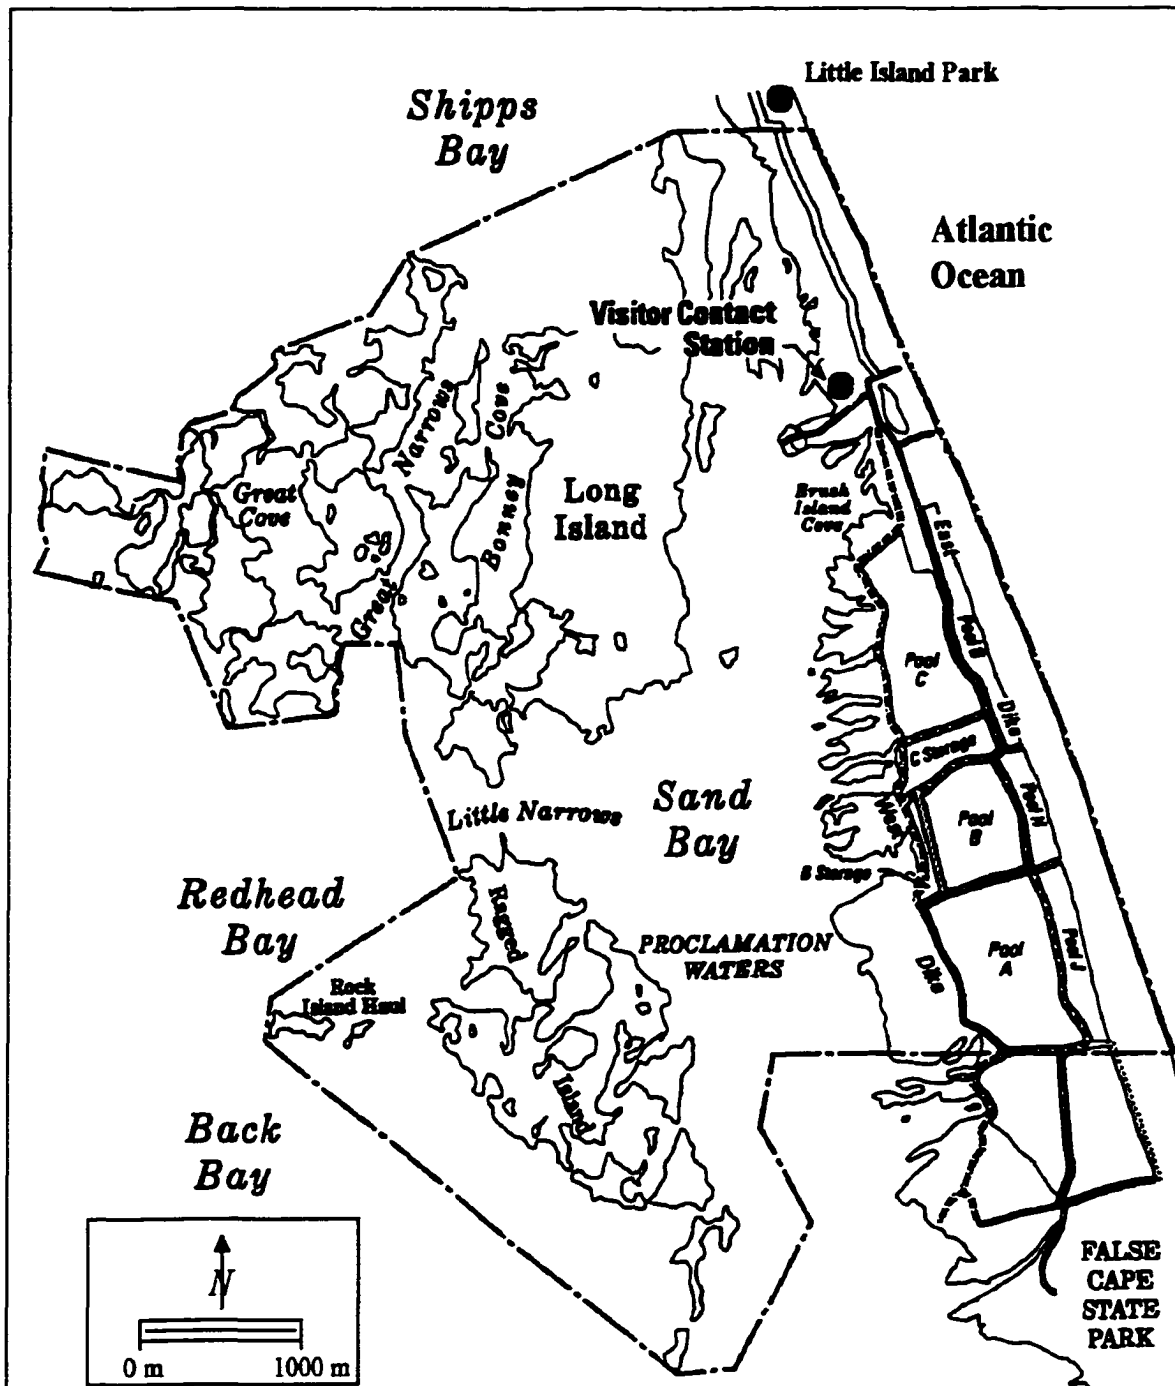 Little Island Park
Shipps
Bay
Atlantic
Ocean
Visitor Contact
Station
Narrows
Great
Bonney
Cove
Great
Cove
Long
Island
Brush
Island
Cove
East
Dike
Pool G
Pool
C
C Storage
Pool H
Pool
B
West
Dike
B Storage
Sand
Bay
Little Narrows
Redhead
Bay
Ragged
Island
PROCLAMATION
WATERS
Pool
A
Pool J
Rock
Island Haul
Back
Bay
N
0 m 1000 m
FALSE
CAPE
STATE
PARK